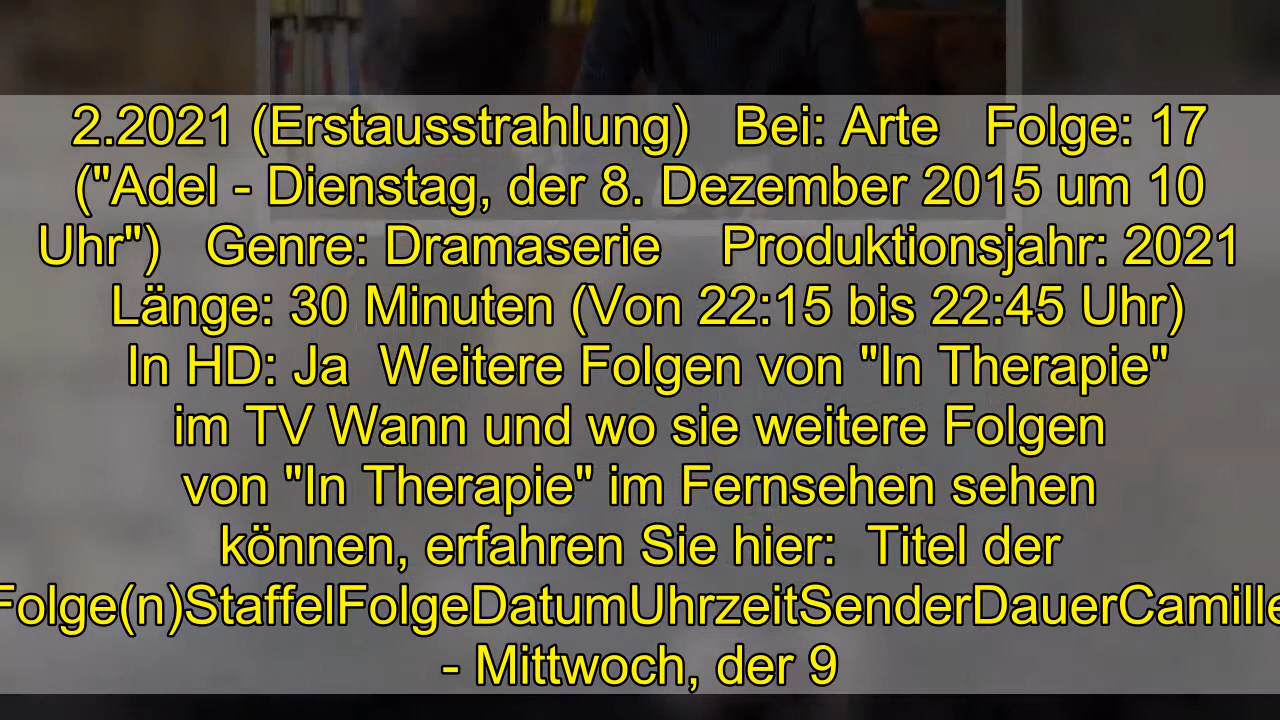 2.2021 (Erstausstrahlung)   Bei: Arte   Folge: 17
("Adel - Dienstag, der 8. Dezember 2015 um 10
Uhr")   Genre: Dramaserie    Produktionsjahr: 2021
Länge: 30 Minuten (Von 22:15 bis 22:45 Uhr)
In HD: Ja  Weitere Folgen von "In Therapie"
im TV Wann und wo sie weitere Folgen
von "In Therapie" im Fernsehen sehen
können, erfahren Sie hier:  Titel der
Folge(n)StaffelFolgeDatumUhrzeitSenderDauerCamille
- Mittwoch, der 9